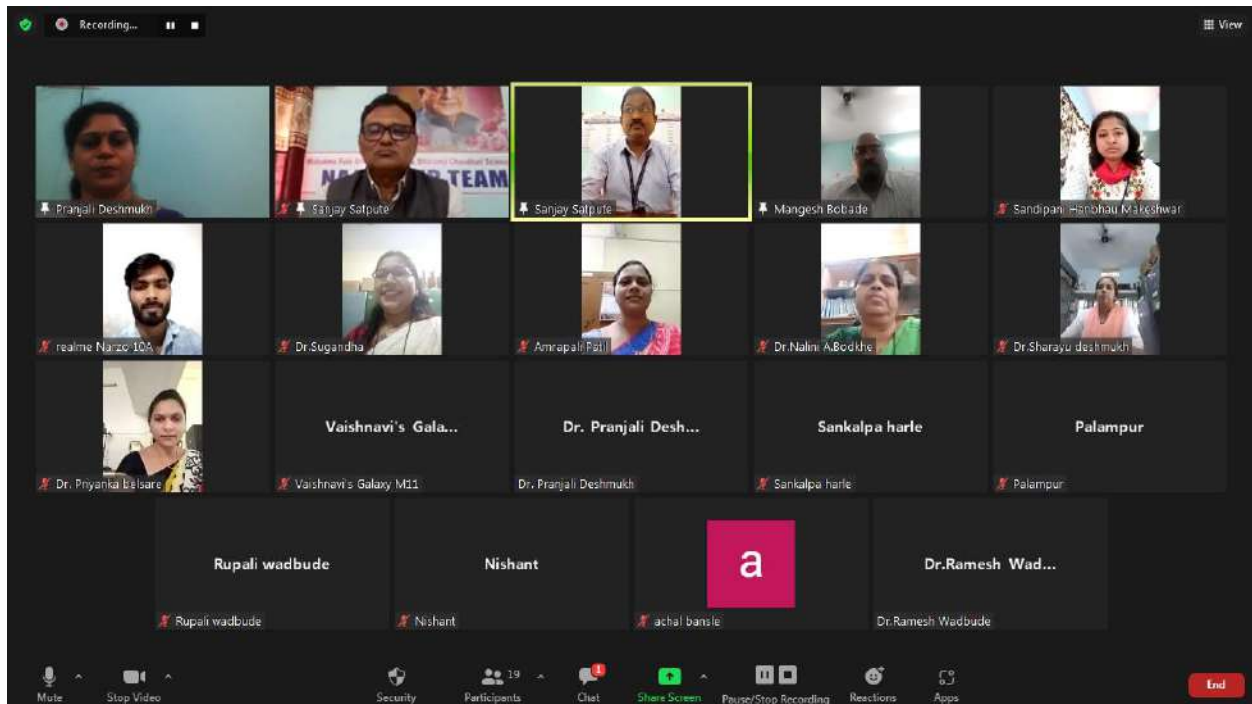 Recording...
View
TEAM
Pranjali Deshmukh
Sanjay Satpute
Sanjay Satpute
Mangesh Bobade
Sandipani Haribhau Makeshwar
realme Narzo 10A
Dr.Sugandha
Amrapali Patil
Dr.Nalini A.Bodkhe
Dr.Sharayu deshmukh
Vaishnavi's Gala...
Dr. Pranjali Desh...
Sankalpa harle
Palampur
Dr. Priyanka belsare
Vaishnavi's Galaxy M11
Dr. Pranjali Deshmukh
Sankalpa harle
Palampur
Rupali wadbude
Nishant
a
Dr.Ramesh Wad...
Rupali wadbude
Nishant
achal bansle
Dr.Ramesh Wadbude
19
1
Mute
Stop Video
Security
Participants
Chat
Share Screen
Pause/Stop Recording
Reactions
Apps
End